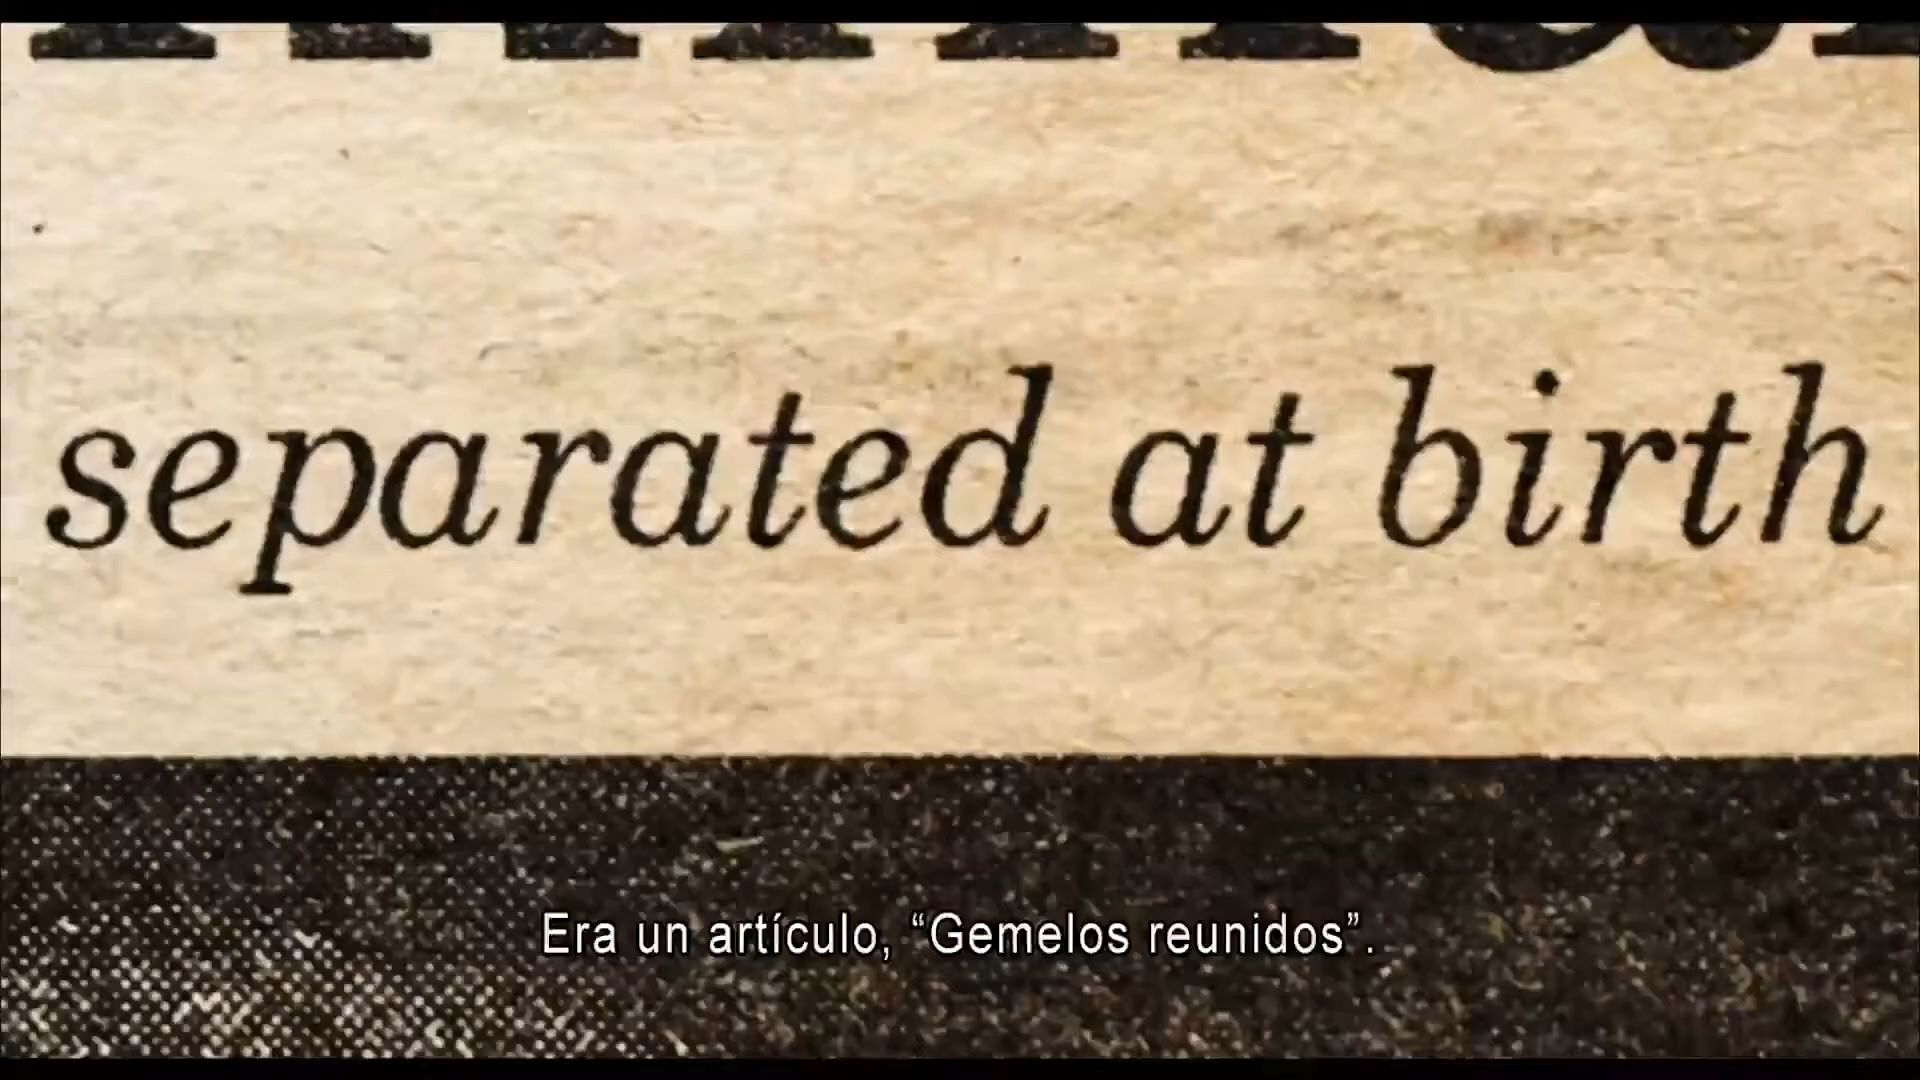 separated at birth
Era un artículo, “Gemelos reunidos”.